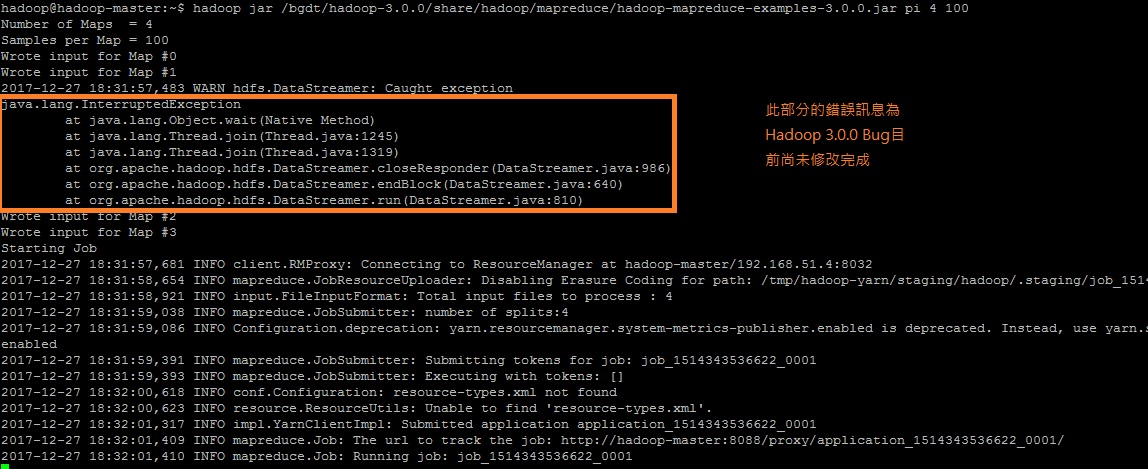 hadoop@hadoop-master:~$ hadoop jar /bgdt/hadoop-3.0.0/share/hadoop/mapreduce/hadoop-mapreduce-examples-3.0.0.jar pi 4 100
Number of Maps  = 4
Samples per Map = 100
Wrote input for Map #0
Wrote input for Map #1
2017-12-27 18:31:57,483 WARN hdfs.DataStreamer: Caught exception
java.lang.InterruptedException
        at java.lang.Object.wait(Native Method)
        at java.lang.Thread.join(Thread.java:1245)
        at java.lang.Thread.join(Thread.java:1319)
        at org.apache.hadoop.hdfs.DataStreamer.closeResponder(DataStreamer.java:986)
        at org.apache.hadoop.hdfs.DataStreamer.endBlock(DataStreamer.java:640)
        at org.apache.hadoop.hdfs.DataStreamer.run(DataStreamer.java:810)
此部分的錯誤訊息為
Hadoop 3.0.0 Bug目
前尚未修改完成
Wrote input for Map #2
Wrote input for Map #3
Starting Job
2017-12-27 18:31:57,681 INFO client.RMProxy: Connecting to ResourceManager at hadoop-master/192.168.51.4:8032
2017-12-27 18:31:58,654 INFO mapreduce.JobResourceUploader: Disabling Erasure Coding for path: /tmp/hadoop-yarn/staging/hadoop/.staging/job_1514
2017-12-27 18:31:58,921 INFO input.FileInputFormat: Total input files to process : 4
2017-12-27 18:31:59,038 INFO mapreduce.JobSubmitter: number of splits:4
2017-12-27 18:31:59,086 INFO Configuration.deprecation: yarn.resourcemanager.system-metrics-publisher.enabled is deprecated. Instead, use yarn.s
enabled
2017-12-27 18:31:59,391 INFO mapreduce.JobSubmitter: Submitting tokens for job: job_1514343536622_0001
2017-12-27 18:31:59,393 INFO mapreduce.JobSubmitter: Executing with tokens: []
2017-12-27 18:32:00,618 INFO conf.Configuration: resource-types.xml not found
2017-12-27 18:32:00,623 INFO resource.ResourceUtils: Unable to find 'resource-types.xml'.
2017-12-27 18:32:01,317 INFO impl.YarnClientImpl: Submitted application application_1514343536622_0001
2017-12-27 18:32:01,409 INFO mapreduce.Job: The url to track the job: http://hadoop-master:8088/proxy/application_1514343536622_0001/
2017-12-27 18:32:01,410 INFO mapreduce.Job: Running job: job_1514343536622_0001